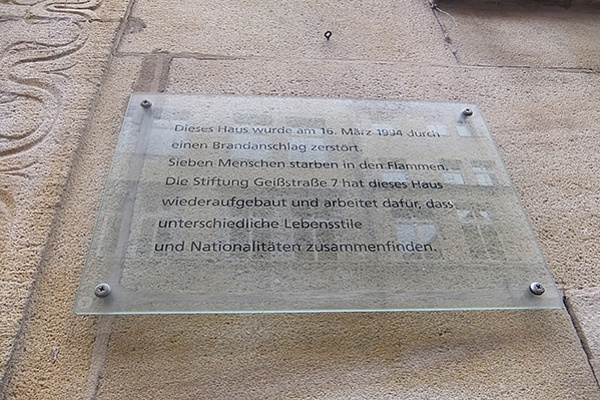 Dieses Haus wurde am 16. März 1994 durch
einen Brandanschlag zerstört.
Sieben Menschen starben in den Flammen.
Die Stiftung Geißstraße 7 hat dieses Haus
wiederaufgebaut und arbeitet dafür, dass
unterschiedliche Lebensstile
und Nationalitäten zusammenfinden.